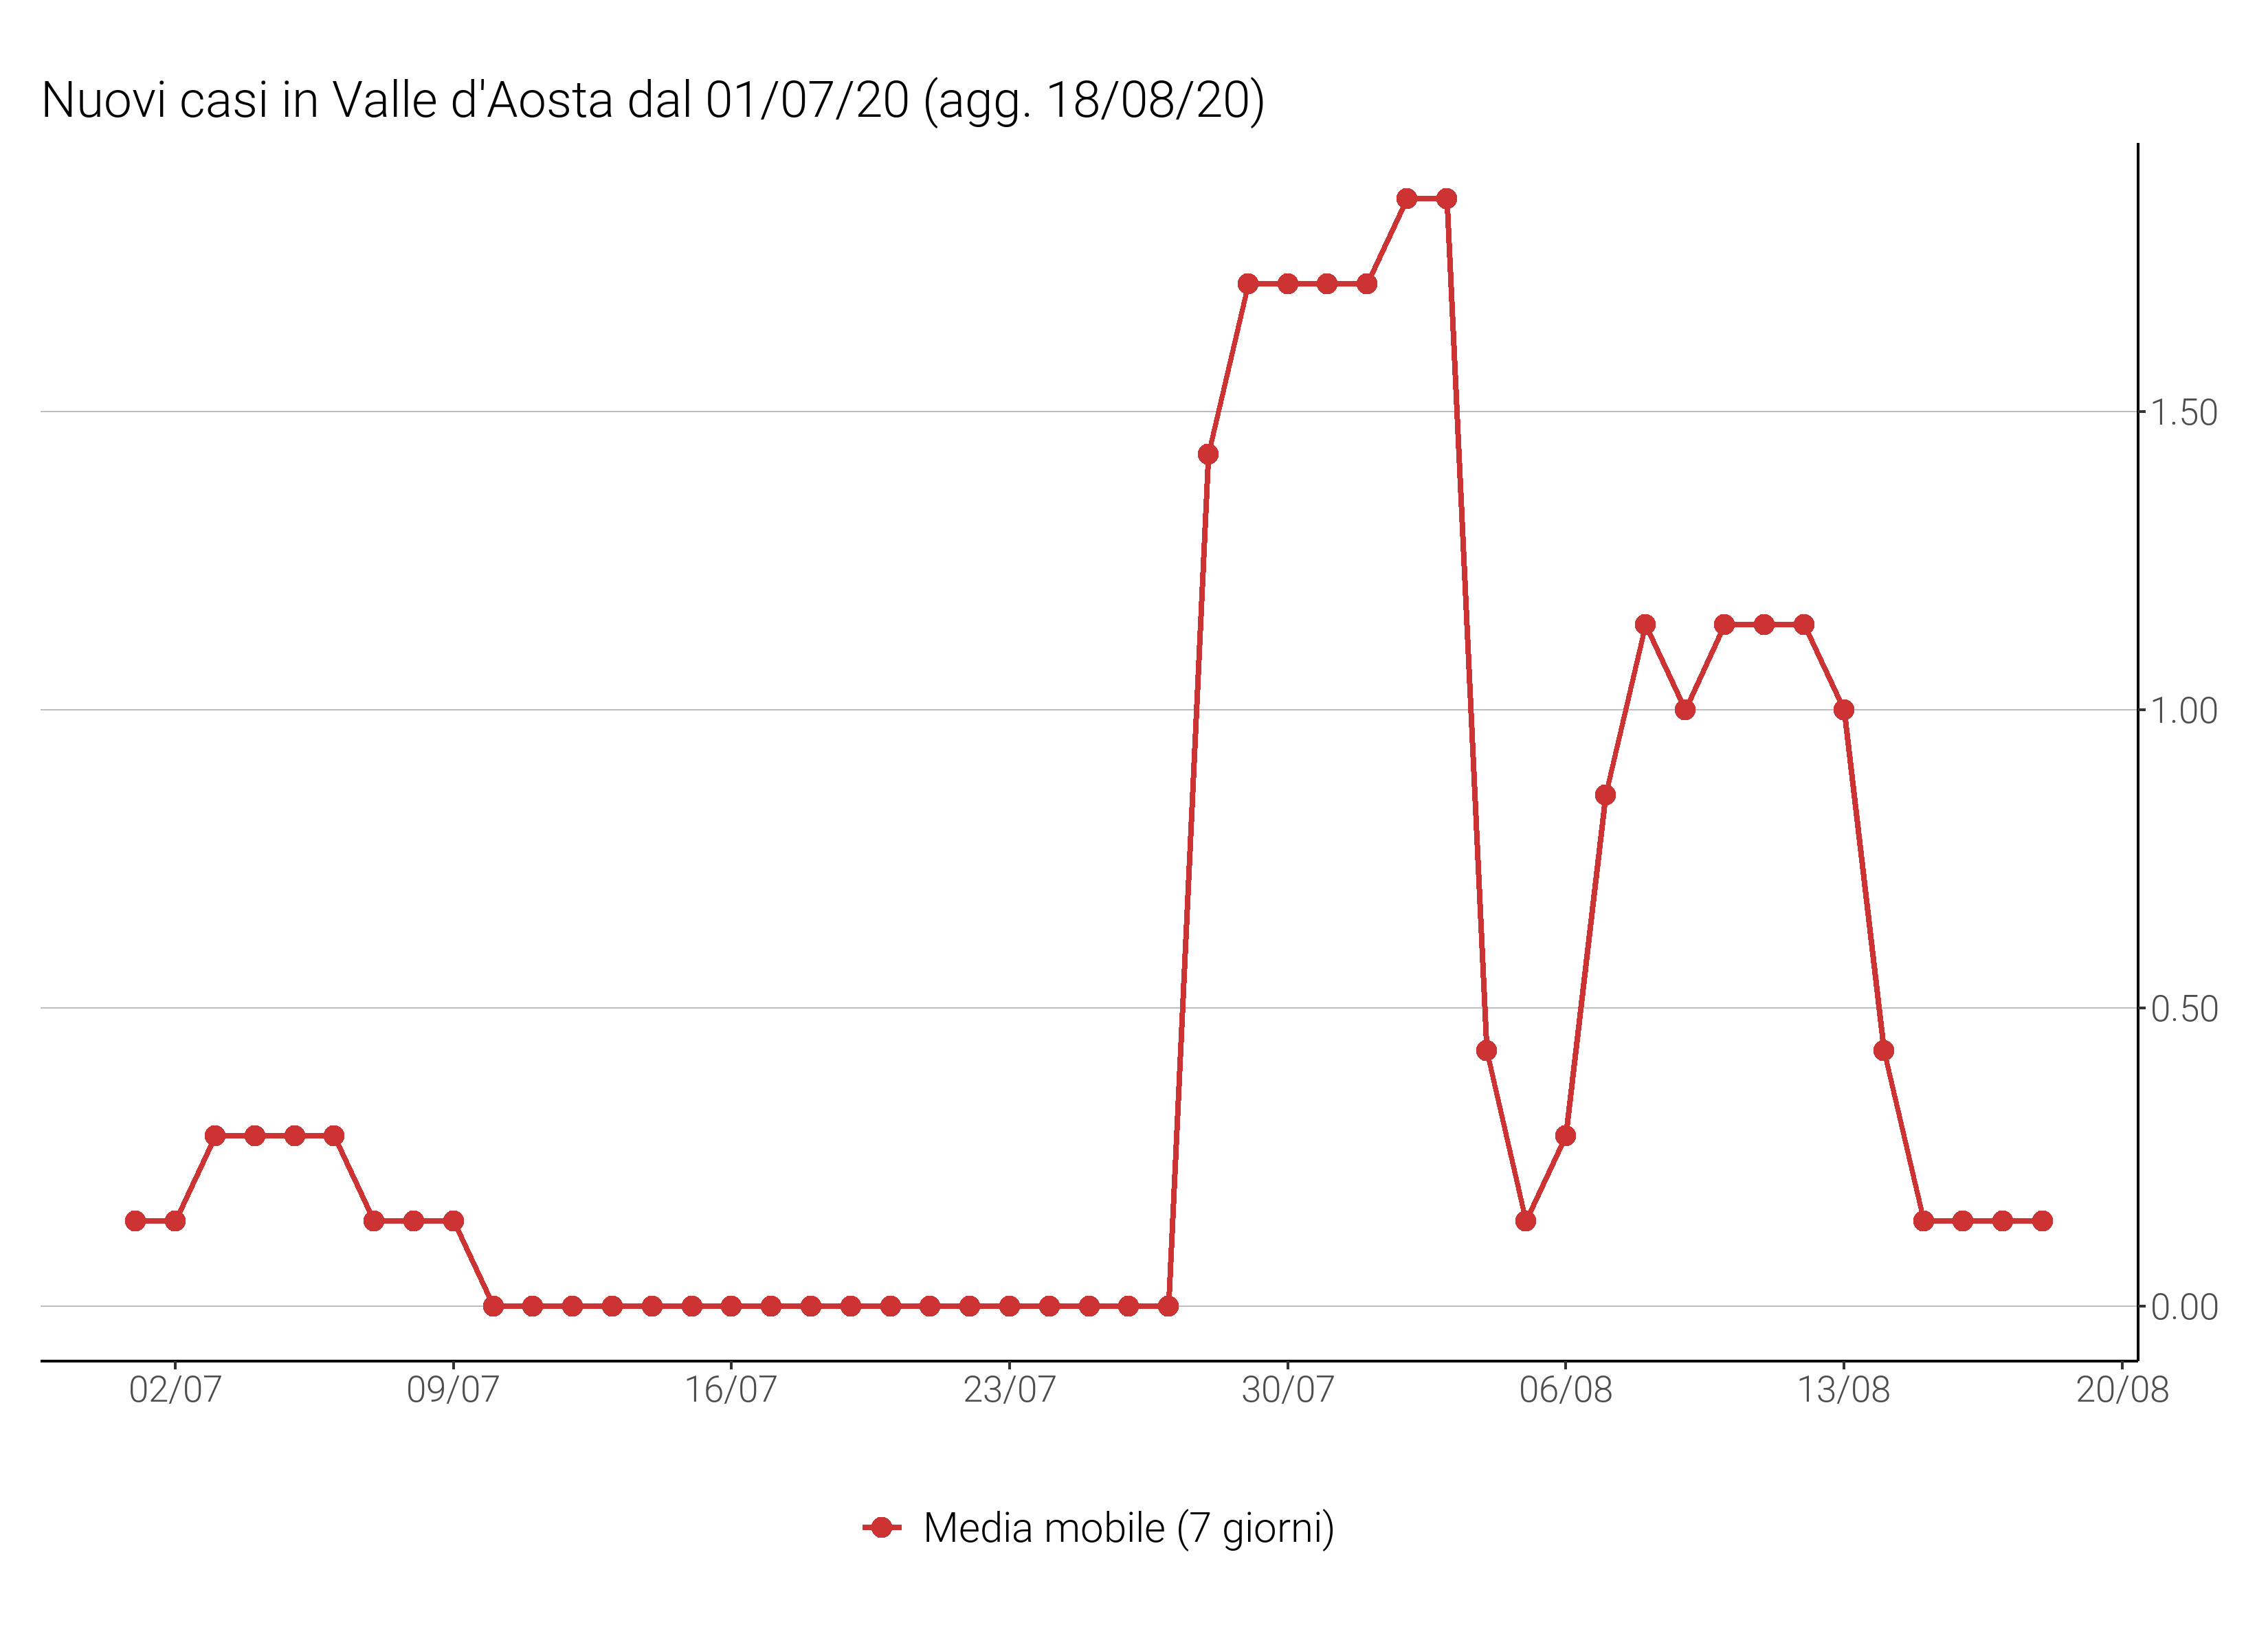 Nuovi casi in Valle d'Aosta dal 01/07/20 (agg. 18/08/20)
1.50
1.00
0.50
0.00
02/07 09/07 16/07 23/07 30/07 06/08 13/08 20/08
Media mobile (7 giorni)